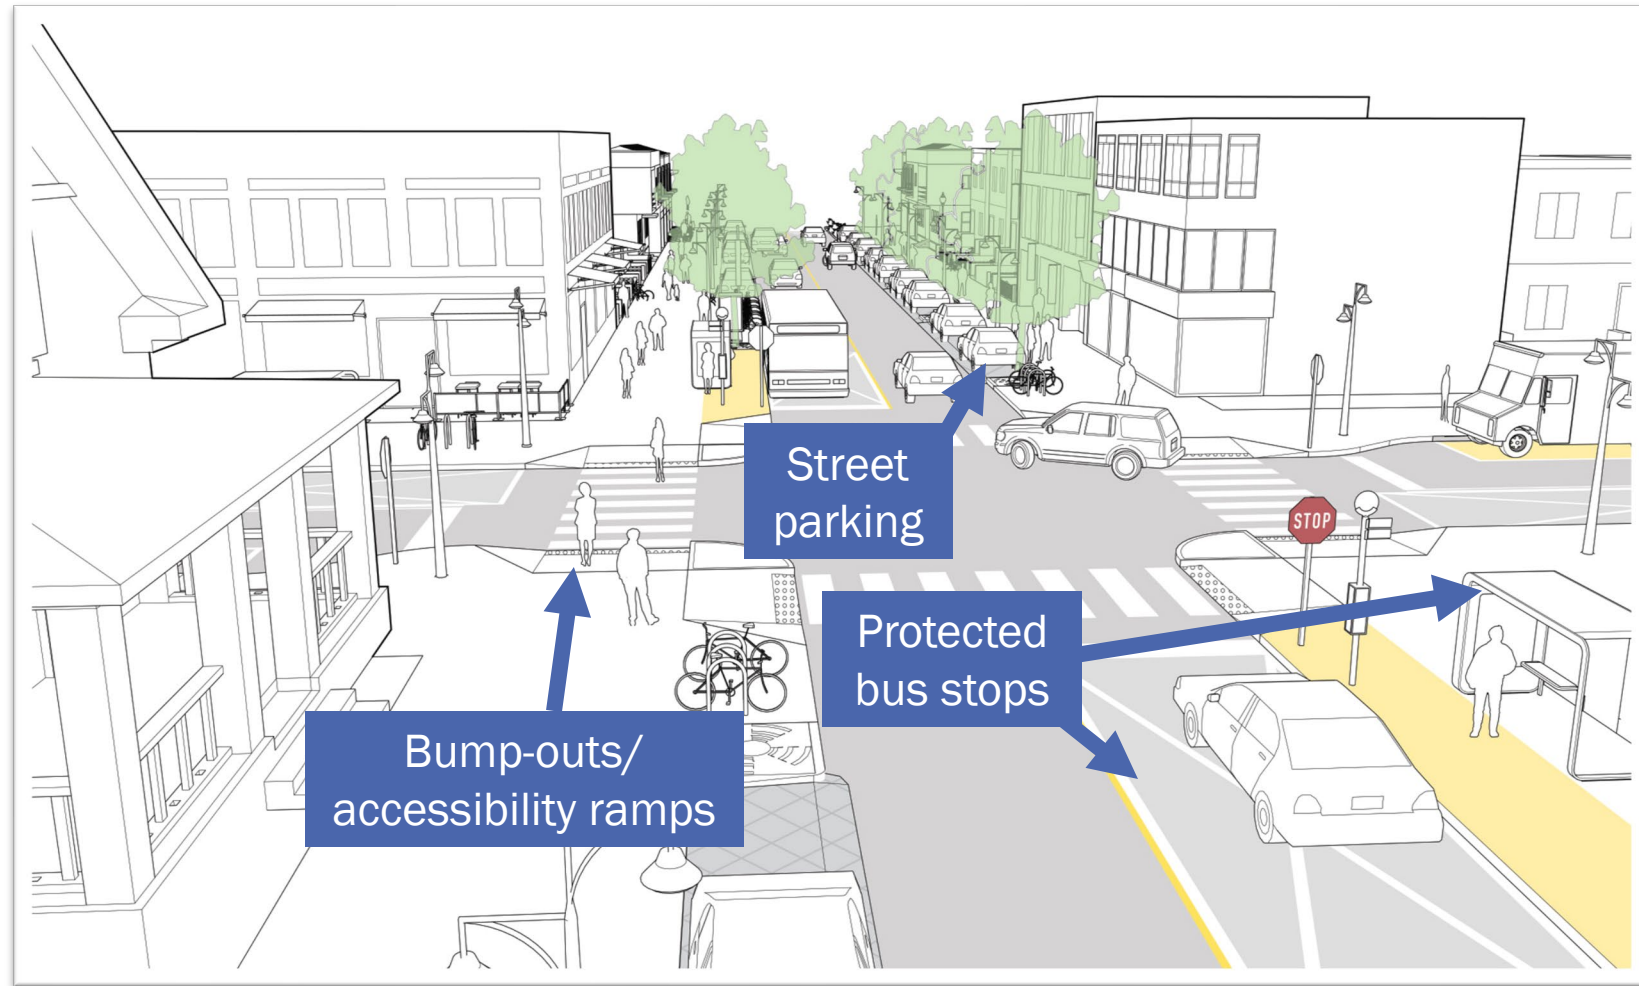 Street
parking
STOP
Protected
bus stops
Bump-outs/
accessibility ramps